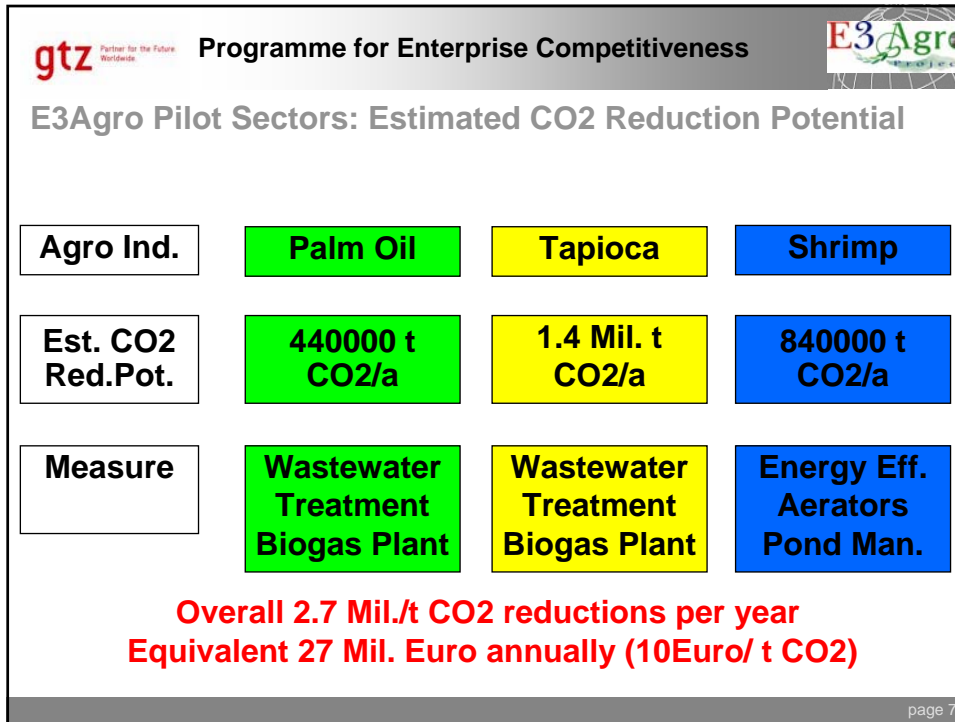 gtz Partner for the Future
Worldwide
Programme for Enterprise Competitiveness
E3Agro
Project
E3Agro Pilot Sectors: Estimated CO2 Reduction Potential
Agro Ind.
Palm Oil
Tapioca
Shrimp
Est. CO2
Red.Pot.
440000 t
CO2/a
1.4 Mil. t
CO2/a
840000 t
CO2/a
Measure
Wastewater
Treatment
Biogas Plant
Wastewater
Treatment
Biogas Plant
Energy Eff.
Aerators
Pond Man.
Overall 2.7 Mil./t CO2 reductions per year
Equivalent 27 Mil. Euro annually (10Euro/ t CO2)
page 7